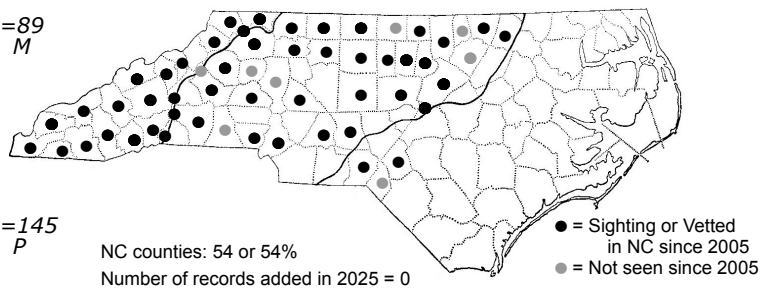 =89
M
=145
P
NC counties: 54 or 54%
Number of records added in 2025 = 0
● = Sighting or Vetted
in NC since 2005
● = Not seen since 2005